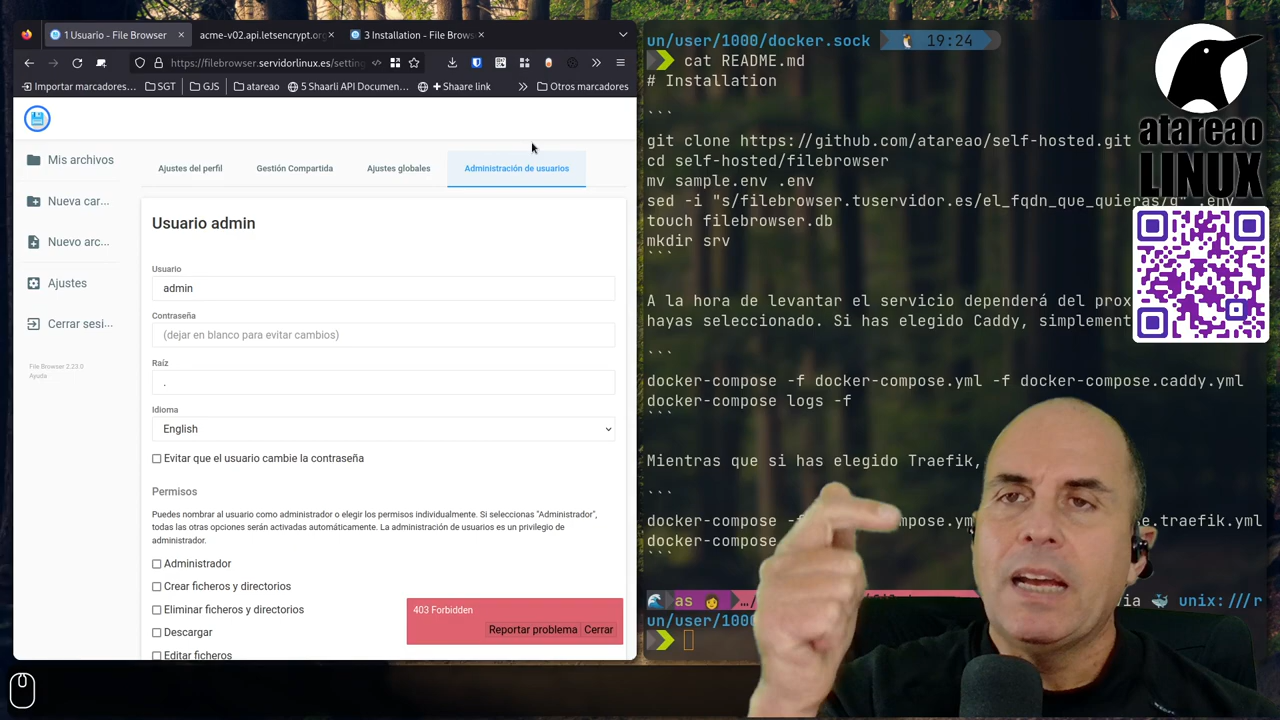 1 Usuario - File Browser
acme-v02.api.letsencrypt.org
3 Installation - File Brows
https://filebrowser.servidorlinux.es/setting
Importar marcadores...
SGT
GJS
atareao
5 Shaarli API Documen...
Shaare link
Otros marcadores
Mis archivos
Nueva car...
Nuevo arc...
Ajustes
Cerrar sesi...
File Browser 2.23.0
Ayuda
Ajustes del perfil
Gestión Compartida
Ajustes globales
Administración de usuarios
Usuario admin
Usuario
admin
Contraseña
(dejar en blanco para evitar cambios)
Raíz
.
Idioma
English
Evitar que el usuario cambie la contraseña
Permisos
Puedes nombrar al usuario como administrador o elegir los permisos individualmente. Si seleccionas "Administrador",
todas las otras opciones serán activadas automáticamente. La administración de usuarios es un privilegio de
administrador.
Administrador
Crear ficheros y directorios
Eliminar ficheros y directorios
Descargar
Editar ficheros
403 Forbidden
Reportar problema
Cerrar
un/user/1000/docker.sock 19:24
cat README.md
# Installation
```
git clone https://github.com/atareao/self-hosted.git
cd self-hosted/filebrowser
mv sample.env .env
sed -i "s/filebrowser.tuservidor.es/el_fqdn_que_quieras/g" .env
touch filebrowser.db
mkdir srv
```
A la hora de levantar el servicio dependerá del prox
hayas seleccionado. Si has elegido Caddy, simplement
```
docker-compose -f docker-compose.yml -f docker-compose.caddy.yml
docker-compose logs -f
```
Mientras que si has elegido Traefik,
```
docker-compose
.traefik.yml
docker-compose
```
as
via unix:///r
un/user/1000
atareao
LINUX